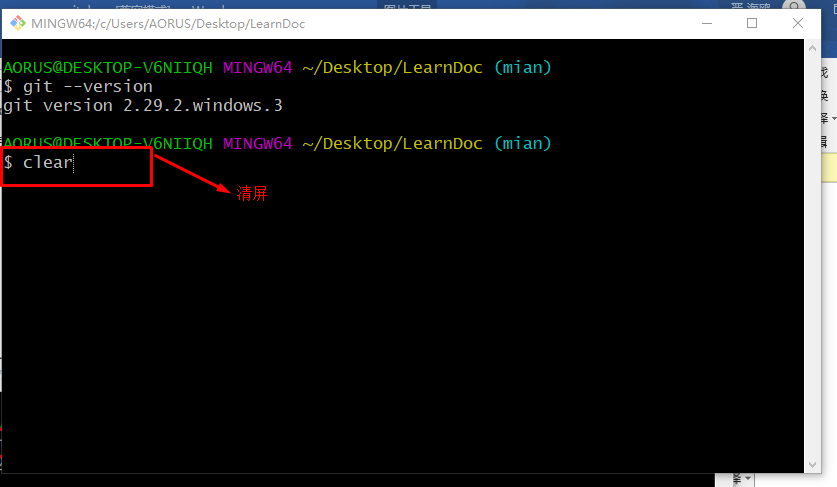 MINGW64:/c/Users/AORUS/Desktop/LearnDoc
AORUS@DESKTOP-V6NIIQH MINGW64 ~/Desktop/LearnDoc (mian)
$ git --version
git version 2.29.2.windows.3
AORUS@DESKTOP-V6NIIQH MINGW64 ~/Desktop/LearnDoc (mian)
$ clear
清屏